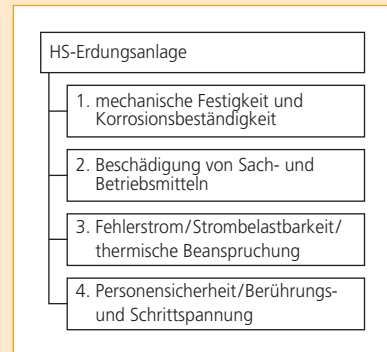 HS-Erdungsanlage
1. mechanische Festigkeit und
Korrosionsbeständigkeit
2. Beschädigung von Sach- und
Betriebsmitteln
3. Fehlerstrom/Strombelastbarkeit/
thermische Beanspruchung
4. Personensicherheit/Berührungs-
und Schrittspannung